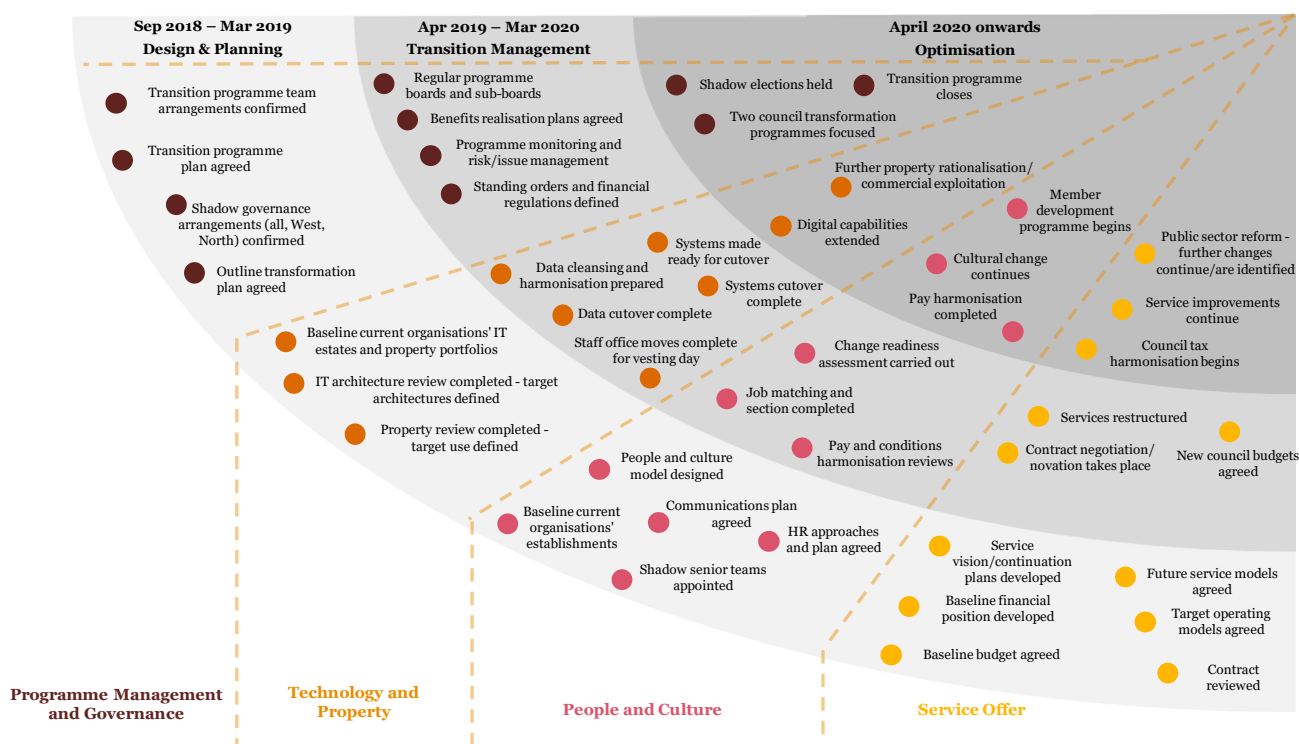 Sep 2018 – Mar 2019
Design & Planning
Apr 2019 – Mar 2020
Transition Management
April 2020 onwards
Optimisation
Transition programme team
arrangements confirmed
Transition programme
plan agreed
Shadow governance
arrangements (all, West,
North) confirmed
Outline transformation
plan agreed
Regular programme
boards and sub-boards
Benefits realisation plans agreed
Programme monitoring and
risk/issue management
Standing orders and financial
regulations defined
Shadow elections held
Transition programme
closes
Two council transformation
programmes focused
Baseline current organisations' IT
estates and property portfolios
IT architecture review completed - target
architectures defined
Property review completed -
target use defined
Data cleansing and
harmonisation prepared
Systems made
ready for cutover
Systems cutover
complete
Data cutover complete
Staff office moves complete
for vesting day
Further property rationalisation/
commercial exploitation
Digital capabilities
extended
Baseline current
organisations'
establishments
People and culture
model designed
Communications plan
agreed
HR approaches
and plan agreed
Shadow senior teams
appointed
Change readiness
assessment carried out
Job matching and
section completed
Pay and conditions
harmonisation reviews
Member
development
programme begins
Cultural change
continues
Pay harmonisation
completed
Service
vision/continuation
plans developed
Baseline financial
position developed
Baseline budget agreed
Future service models
agreed
Target operating
models agreed
Contract
reviewed
Services restructured
Contract negotiation/
novation takes place
New council budgets
agreed
Public sector reform -
further changes
continue/are identified
Service improvements
continue
Council tax
harmonisation begins
Programme Management
and Governance
Technology and
Property
People and Culture
Service Offer